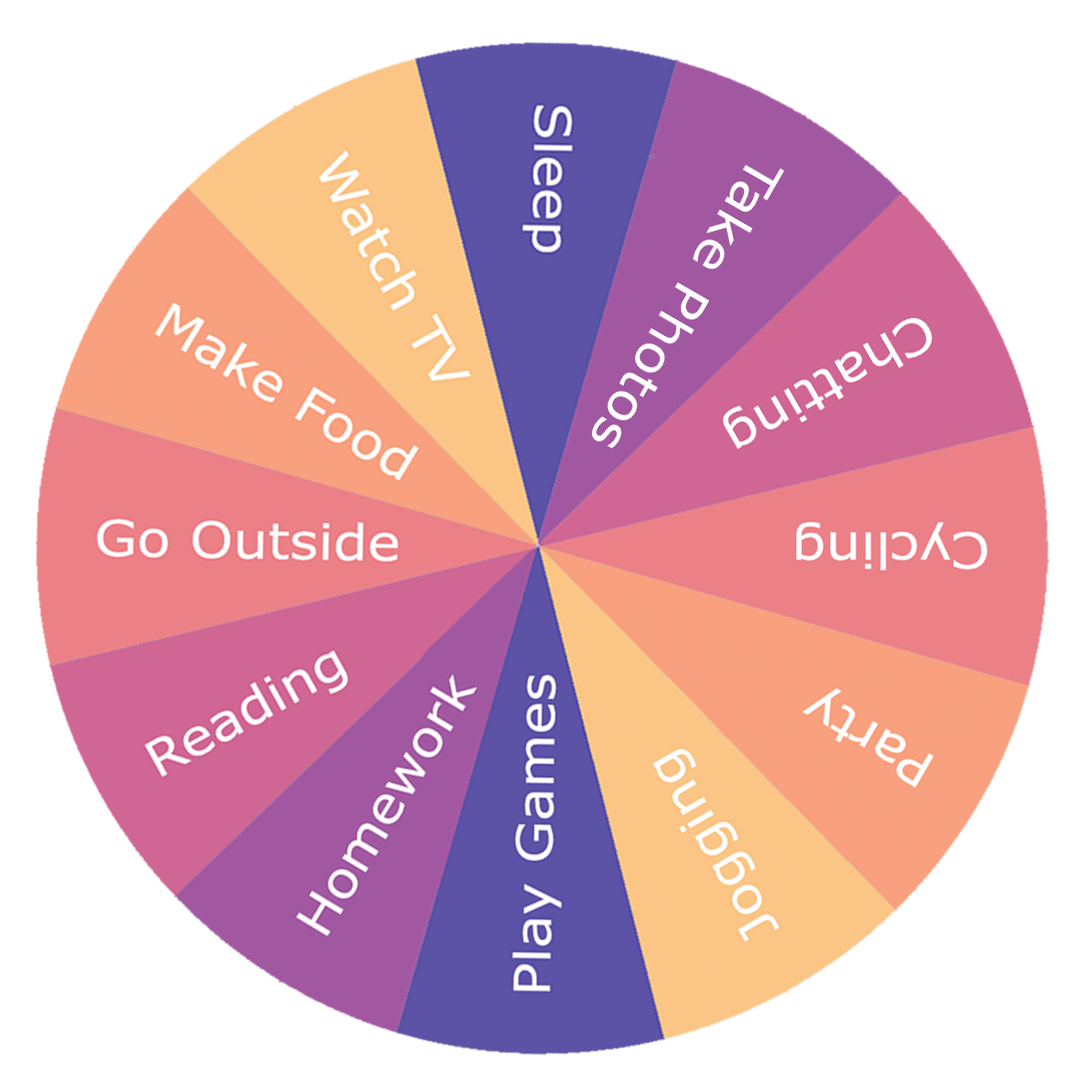 Sleep
Take Photos
Chatting
Cycling
Party
Jogging
Play Games
Homework
Reading
Go Outside
Make Food
Watch TV